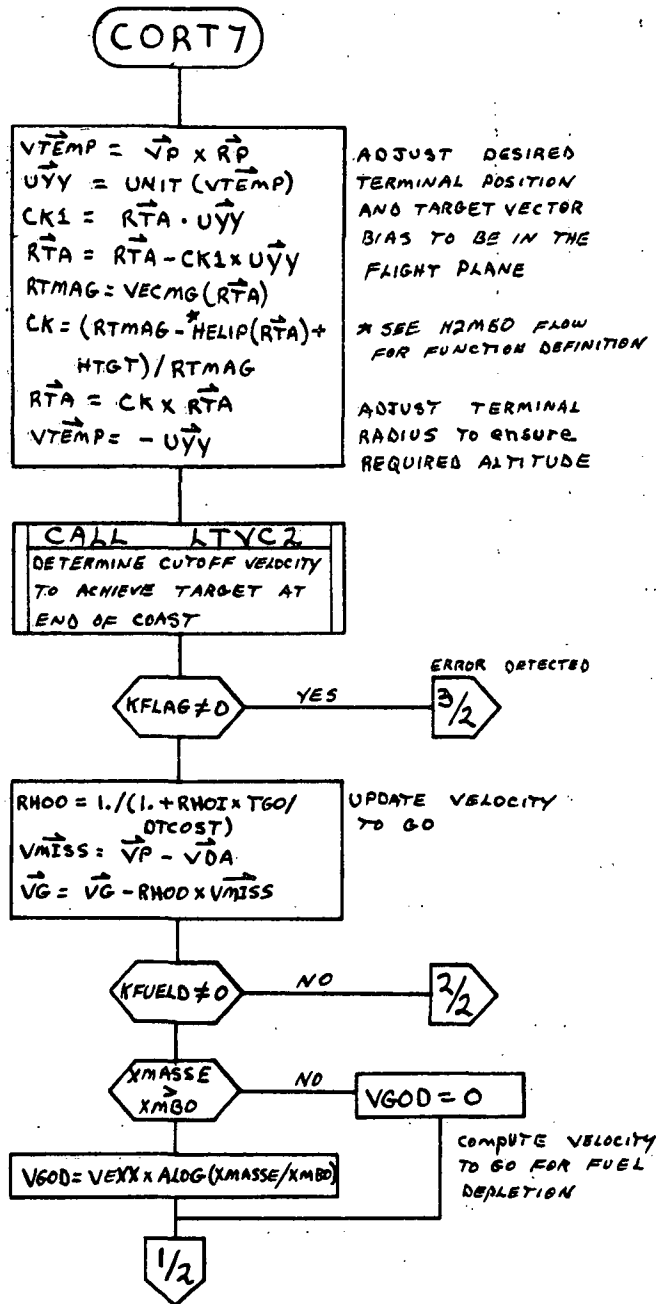 CORT7
VTEMP = VP x RP
UYY = UNIT (VTEMP)
CK1 = RTA · UYY
RTA = RTA - CK1 x UYY
RTMAG = VECMG(RTA)
CK = (RTMAG - *HELIP(RTA) +
HTGT) / RTMAG
RTA = CK x RTA
VTEMP = - UYY
ADJUST DESIRED
TERMINAL POSITION
AND TARGET VECTOR
BIAS TO BE IN THE
FLIGHT PLANE
* SEE H2MBO FLOW
FOR FUNCTION DEFINITION
ADJUST TERMINAL
RADIUS TO ensure
REQUIRED ALTITUDE
CALL LTVC2
DETERMINE CUTOFF VELOCITY
TO ACHIEVE TARGET AT
END OF COAST
ERROR DETECTED
KFLAG ≠ 0
YES
3/2
RHOO = 1./(1. + RHOI x TGO/
DTCOST)
VMISS = VP - VDA
VG = VG - RHOO x VMISS
UPDATE VELOCITY
TO GO
KFUELD ≠ 0
NO
2/2
XMASSE
>
XMBO
NO
VGOD = 0
COMPUTE VELOCITY
TO GO FOR FUEL
DEPLETION
VGOD = VEXX x ALOG (XMASSE/XMBO)
1/2